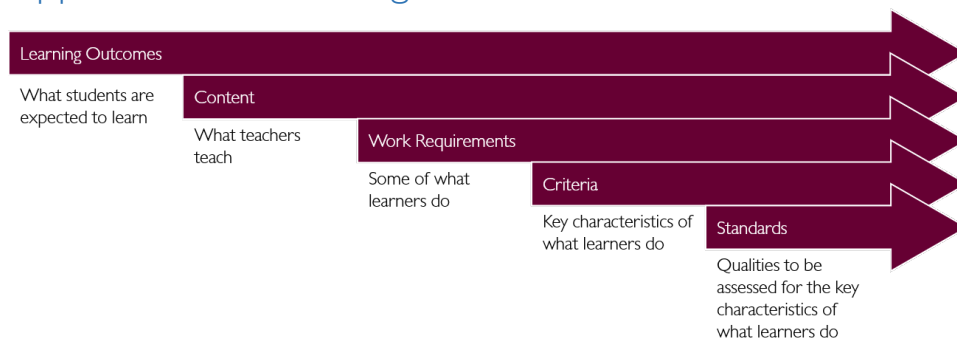 Learning Outcomes
What students are
expected to learn
Content
What teachers
teach
Work Requirements
Some of what
learners do
Criteria
Key characteristics of
what learners do
Standards
Qualities to be
assessed for the key
characteristics of
what learners do